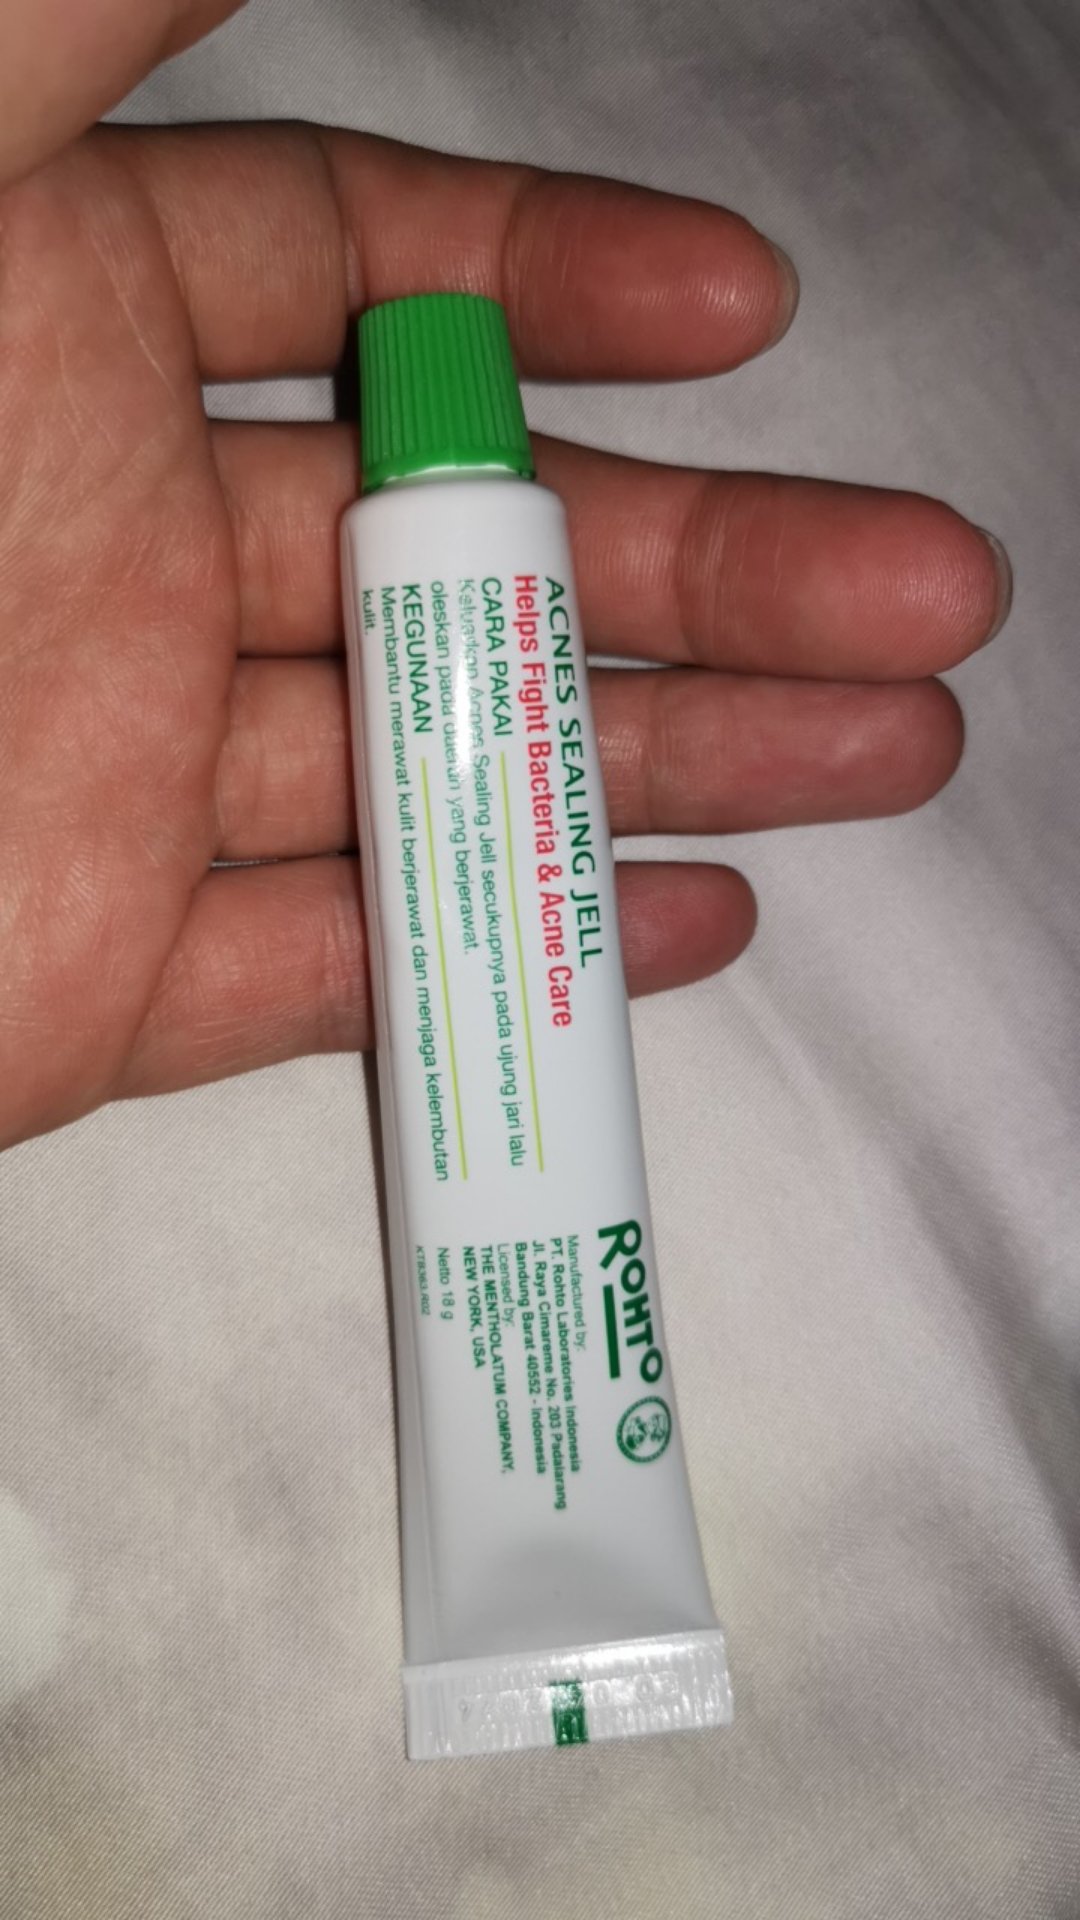 ACNES SEALING JELL
Helps Fight Bacteria & Acne Care
CARA PAKAI
Keluarkan Acnes Sealing Jell secukupnya pada ujung jari lalu
oleskan pada daerah yang berjerawat.
KEGUNAAN
Membantu merawat kulit berjerawat dan menjaga kelembutan
kulit.
ROHTO
Manufactured by:
PT. Rohto Laboratories Indonesia
Jl. Raya Cimareme No. 203 Padalarang
Bandung Barat 40552 - Indonesia
Licensed by:
THE MENTHOLATUM COMPANY,
NEW YORK, USA
Netto 18 g
KTB363.R02